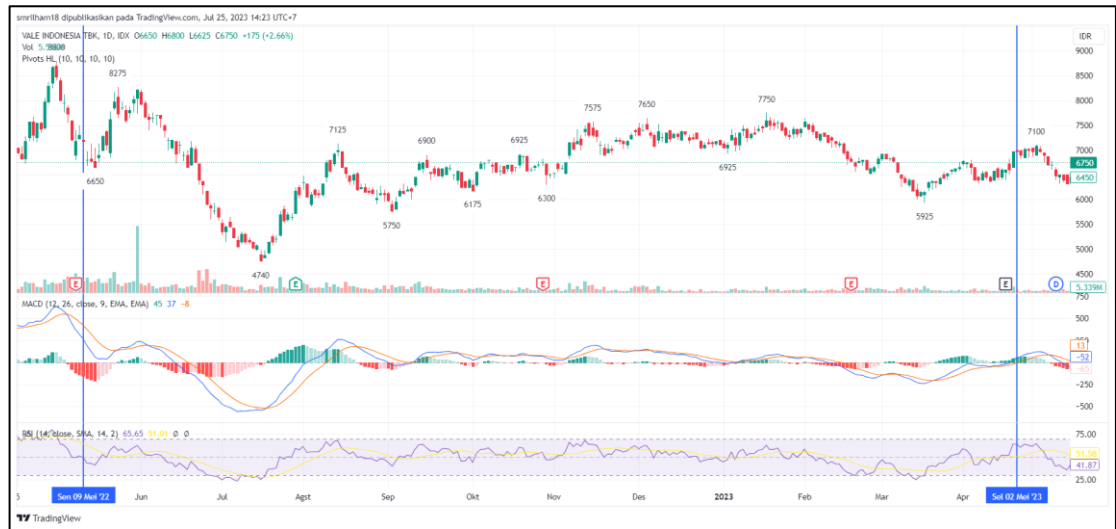 smrilham18 dipublikasikan pada TradingView.com, Jul 25, 2023 14:23 UTC+7
VALE INDONESIA TBK, 1D, IDX O6650 H6800 L6625 C6750 +175 (+2.66%)
IDR
Vol
Pivots HL (10, 10, 10, 10)
9000
8500
8275
8000
7750
7650
7575
7500
7125
7100
6925
6900
7000
6750
6925
6650
6450
6300
6175
6000
5925
5750
5000
4740
4500
E
E
E
E
E
D
5.339M
MACD (12, 26, close, 9, EMA, EMA) 45 37 −8
750
500
13
−52
−65
−500
RSI (14, close, SMA, 14, 2) 65.65 51.01 Ø Ø
75.00
51.58
41.87
25.00
Sen 09 Mei '22
Jun
Jul
Agst
Sep
Okt
Nov
Des
2023
Feb
Mar
Apr
Sel 02 Mei '23
TradingView